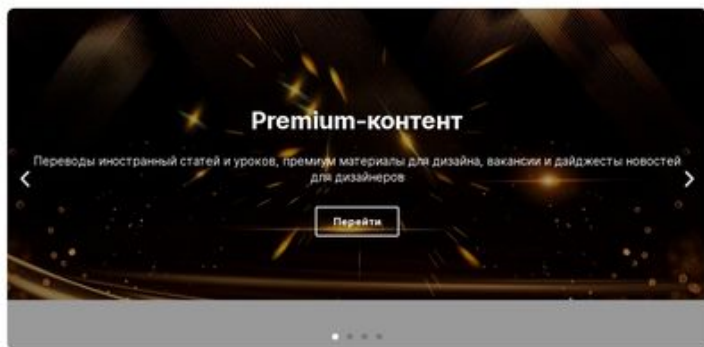 Premium-контент
Переводы иностранный статей и уроков, премиум материалы для дизайна, вакансии и дайджесты новостей
для дизайнеров
Перейти